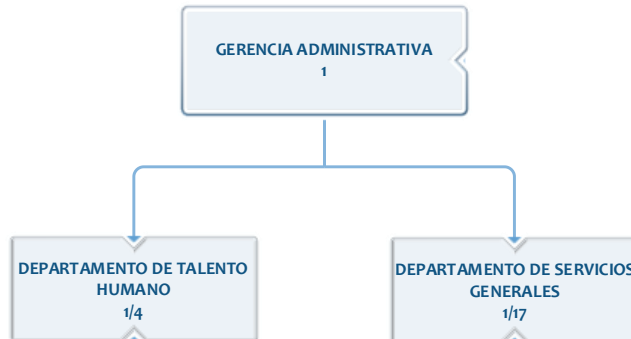 GERENCIA ADMINISTRATIVA
1
DEPARTAMENTO DE TALENTO
HUMANO
1/4
DEPARTAMENTO DE SERVICIOS
GENERALES
1/17